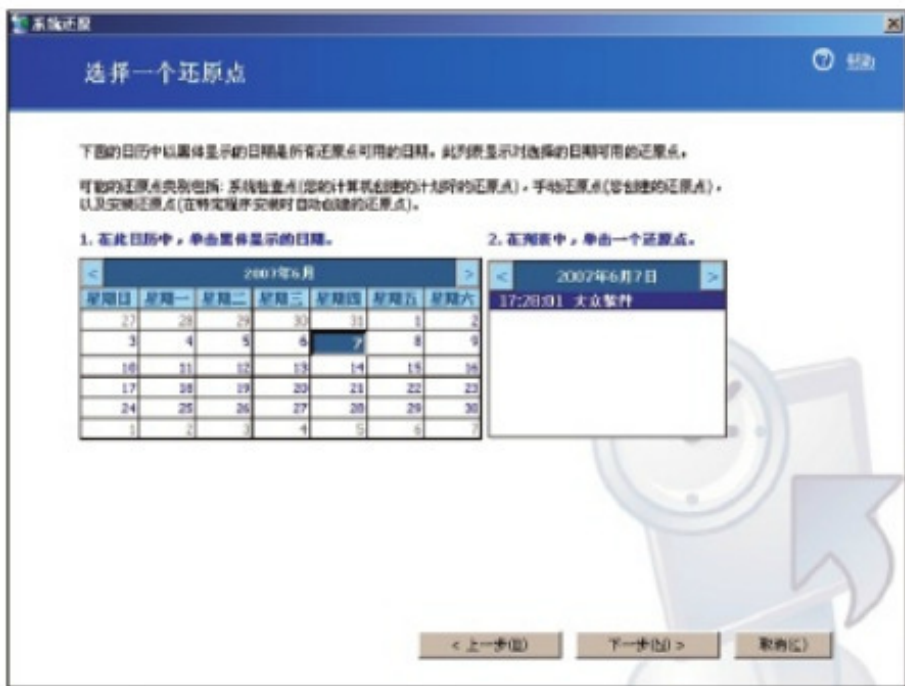 系统还原
选择一个还原点
帮助
下面的日历中以黑体显示的日期是所有还原点可用的日期。此列表显示对选择的日期可用的还原点。
可能的还原点类别包括: 系统检查点(您的计算机创建的计划好的还原点)，手动还原点(您创建的还原点)，
以及安装还原点(在特定程序安装时自动创建的还原点)。
1. 在此日历中，单击黑体显示的日期。
2. 在列表中，单击一个还原点。
< 2007年6月 >
< 2007年6月7日 >
星期日 星期一 星期二 星期三 星期四 星期五 星期六
17:28:01 大众软件
27 28 29 30 31 1 2
3 4 5 6 7 8 9
10 11 12 13 14 15 16
17 18 19 20 21 22 23
24 25 26 27 28 29 30
1 2 3 4 5 6 7
< 上一步(B)
下一步(N) >
取消(C)